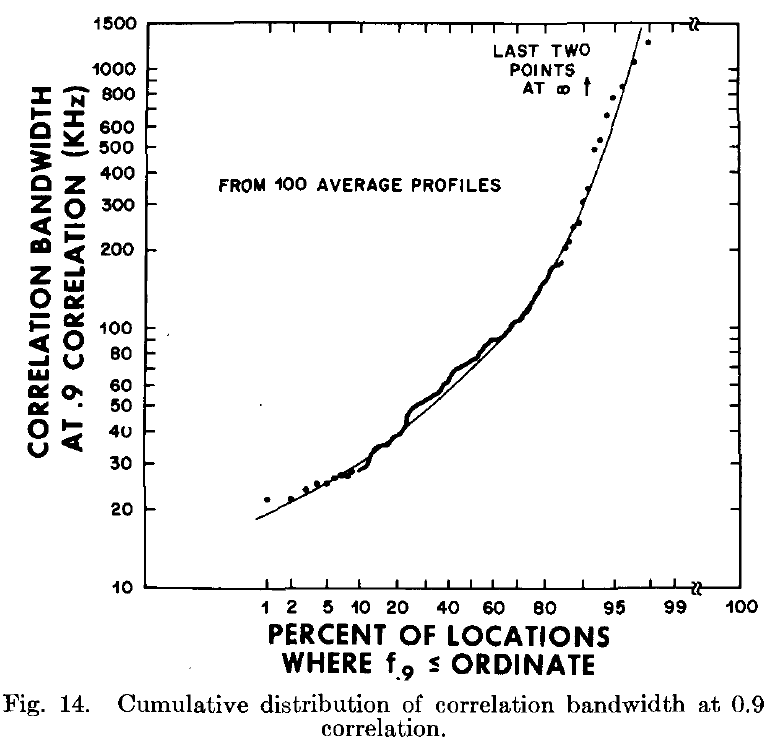 1500
1000
800
600
500
400
300
200
100
80
60
50
40
30
20
10
CORRELATION BANDWIDTH
AT .9 CORRELATION (KHz)
LAST TWO
POINTS
AT ∞ ↑
FROM 100 AVERAGE PROFILES
1 2 5 10 20 40 60 80 95 99 100
PERCENT OF LOCATIONS
WHERE f.9 ≤ ORDINATE
Fig. 14. Cumulative distribution of correlation bandwidth at 0.9
correlation.